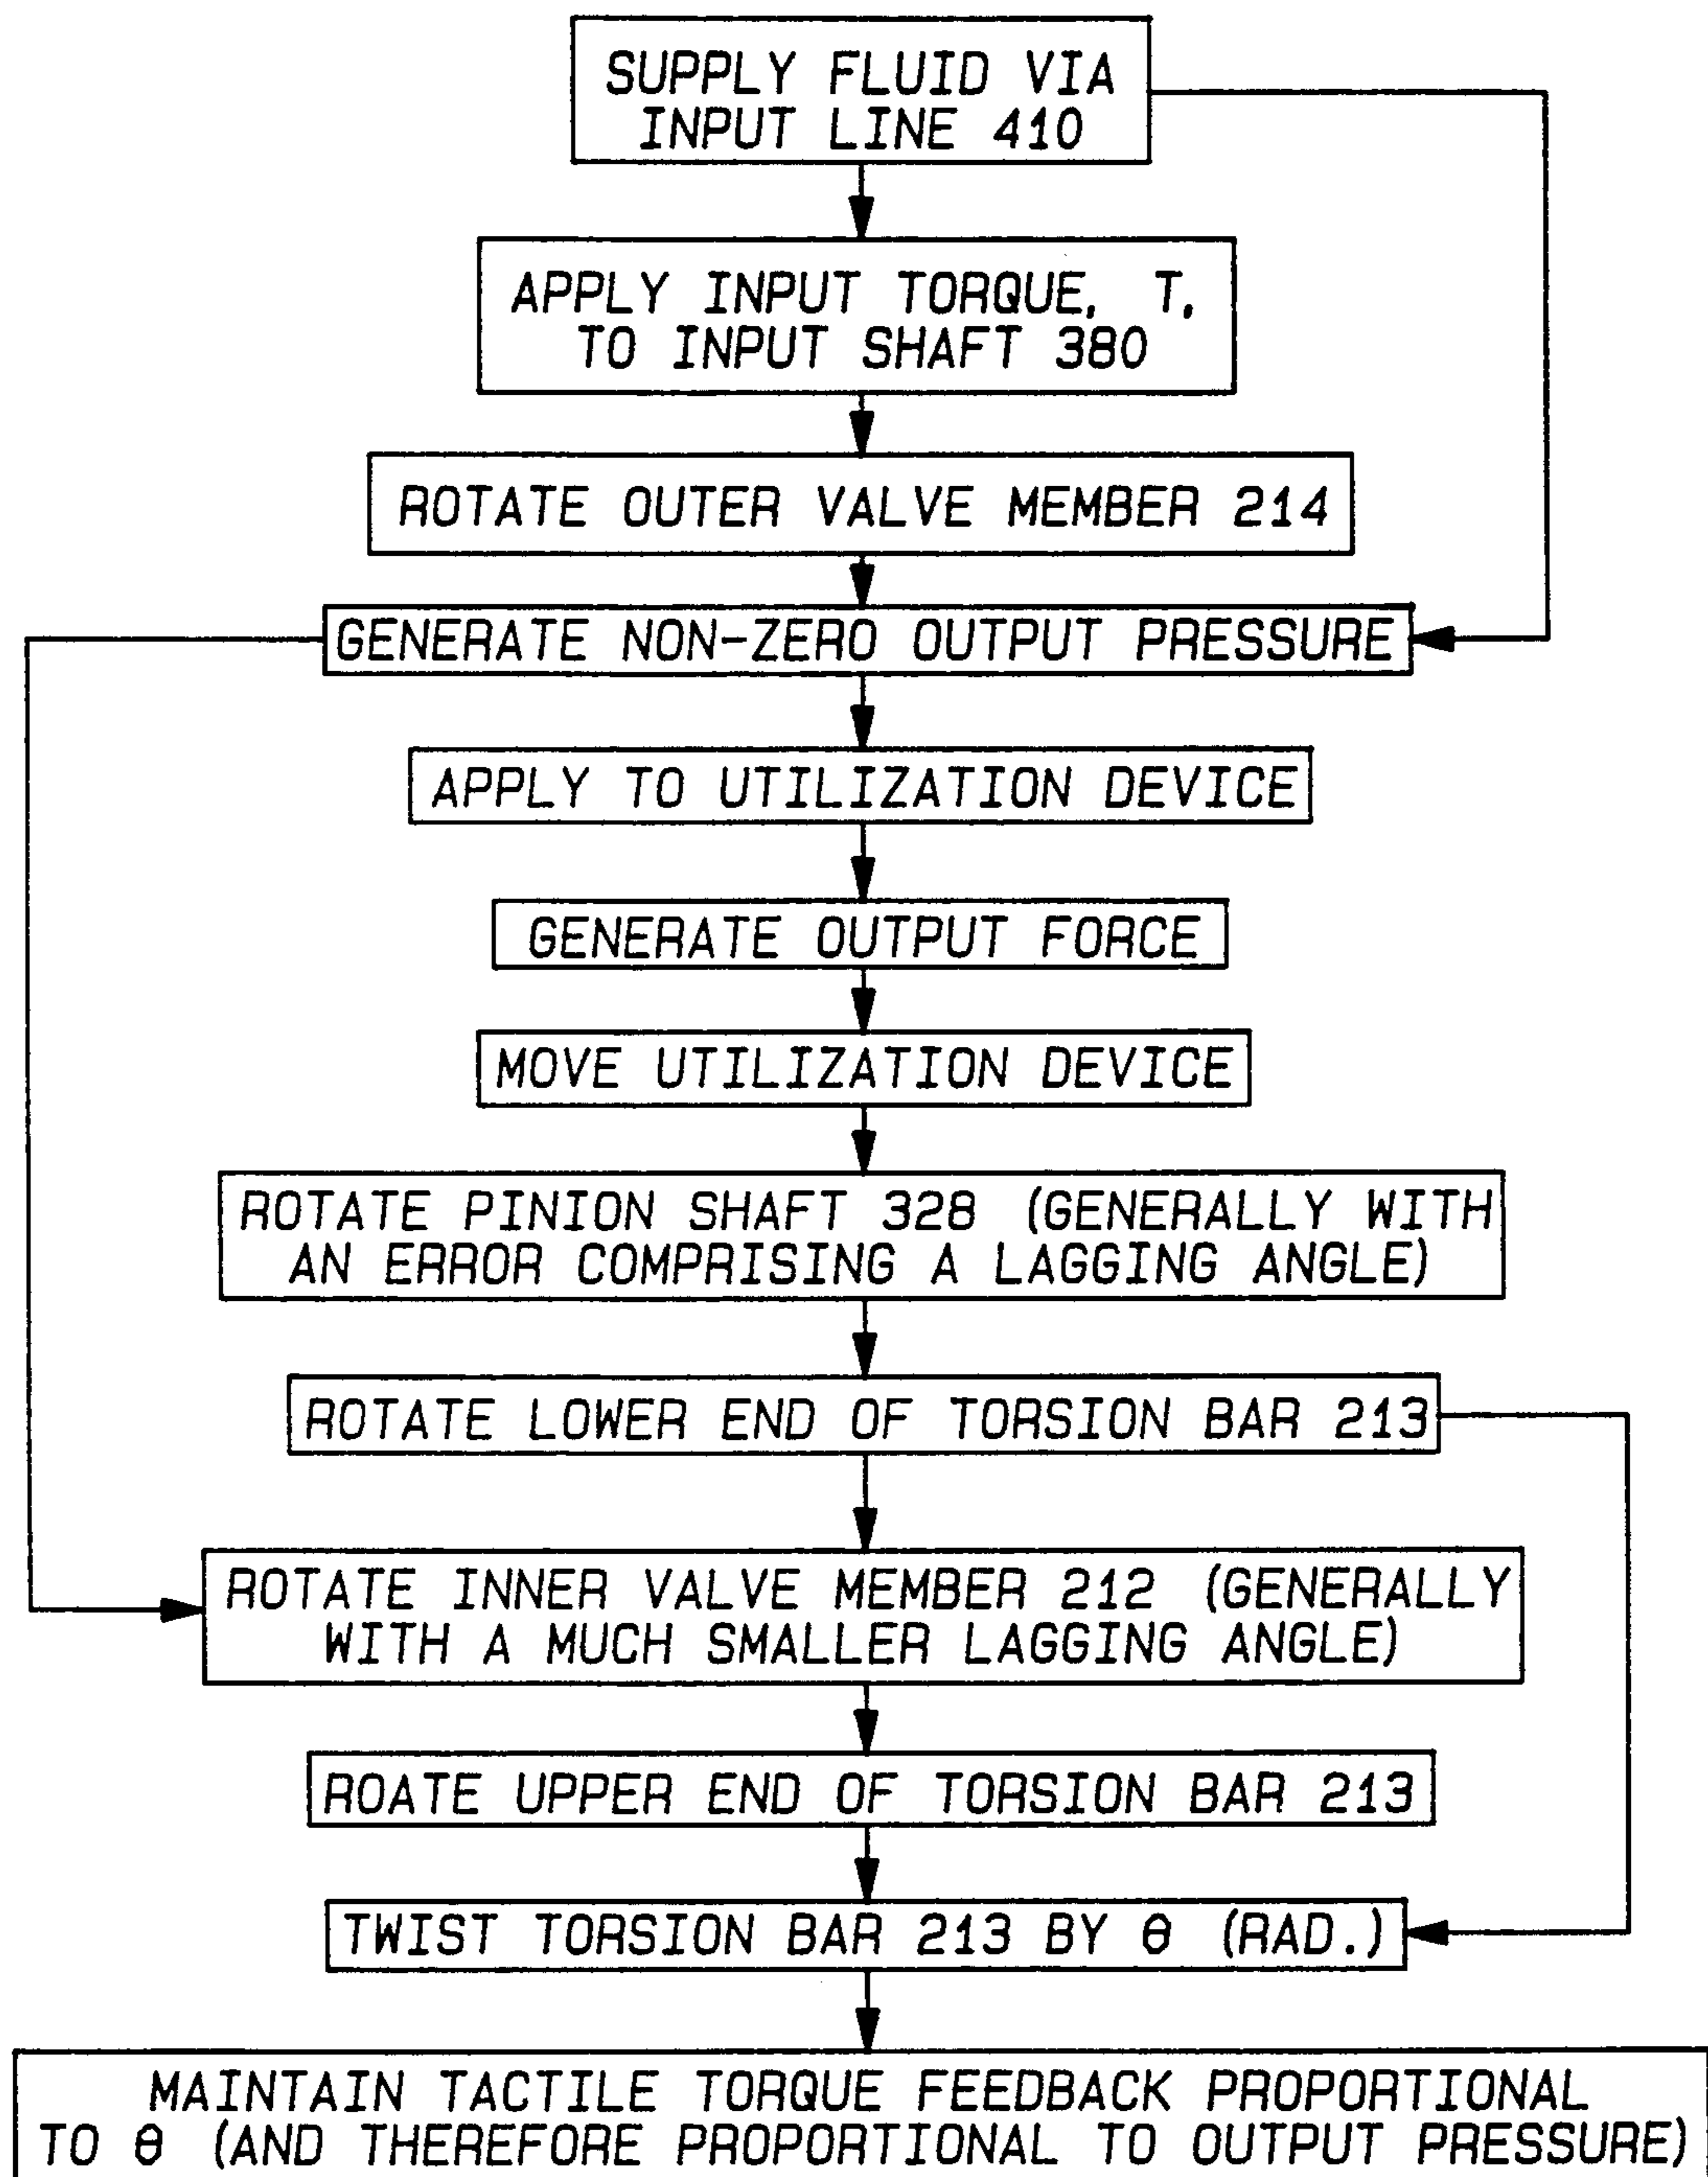 SUPPLY FLUID VIA
INPUT LINE 410
APPLY INPUT TORQUE, T,
TO INPUT SHAFT 380
ROTATE OUTER VALVE MEMBER 214
GENERATE NON-ZERO OUTPUT PRESSURE
APPLY TO UTILIZATION DEVICE
GENERATE OUTPUT FORCE
MOVE UTILIZATION DEVICE
ROTATE PINION SHAFT 328 (GENERALLY WITH
AN ERROR COMPRISING A LAGGING ANGLE)
ROTATE LOWER END OF TORSION BAR 213
ROTATE INNER VALVE MEMBER 212 (GENERALLY
WITH A MUCH SMALLER LAGGING ANGLE)
ROATE UPPER END OF TORSION BAR 213
TWIST TORSION BAR 213 BY θ (RAD.)
MAINTAIN TACTILE TORQUE FEEDBACK PROPORTIONAL
TO θ (AND THEREFORE PROPORTIONAL TO OUTPUT PRESSURE)